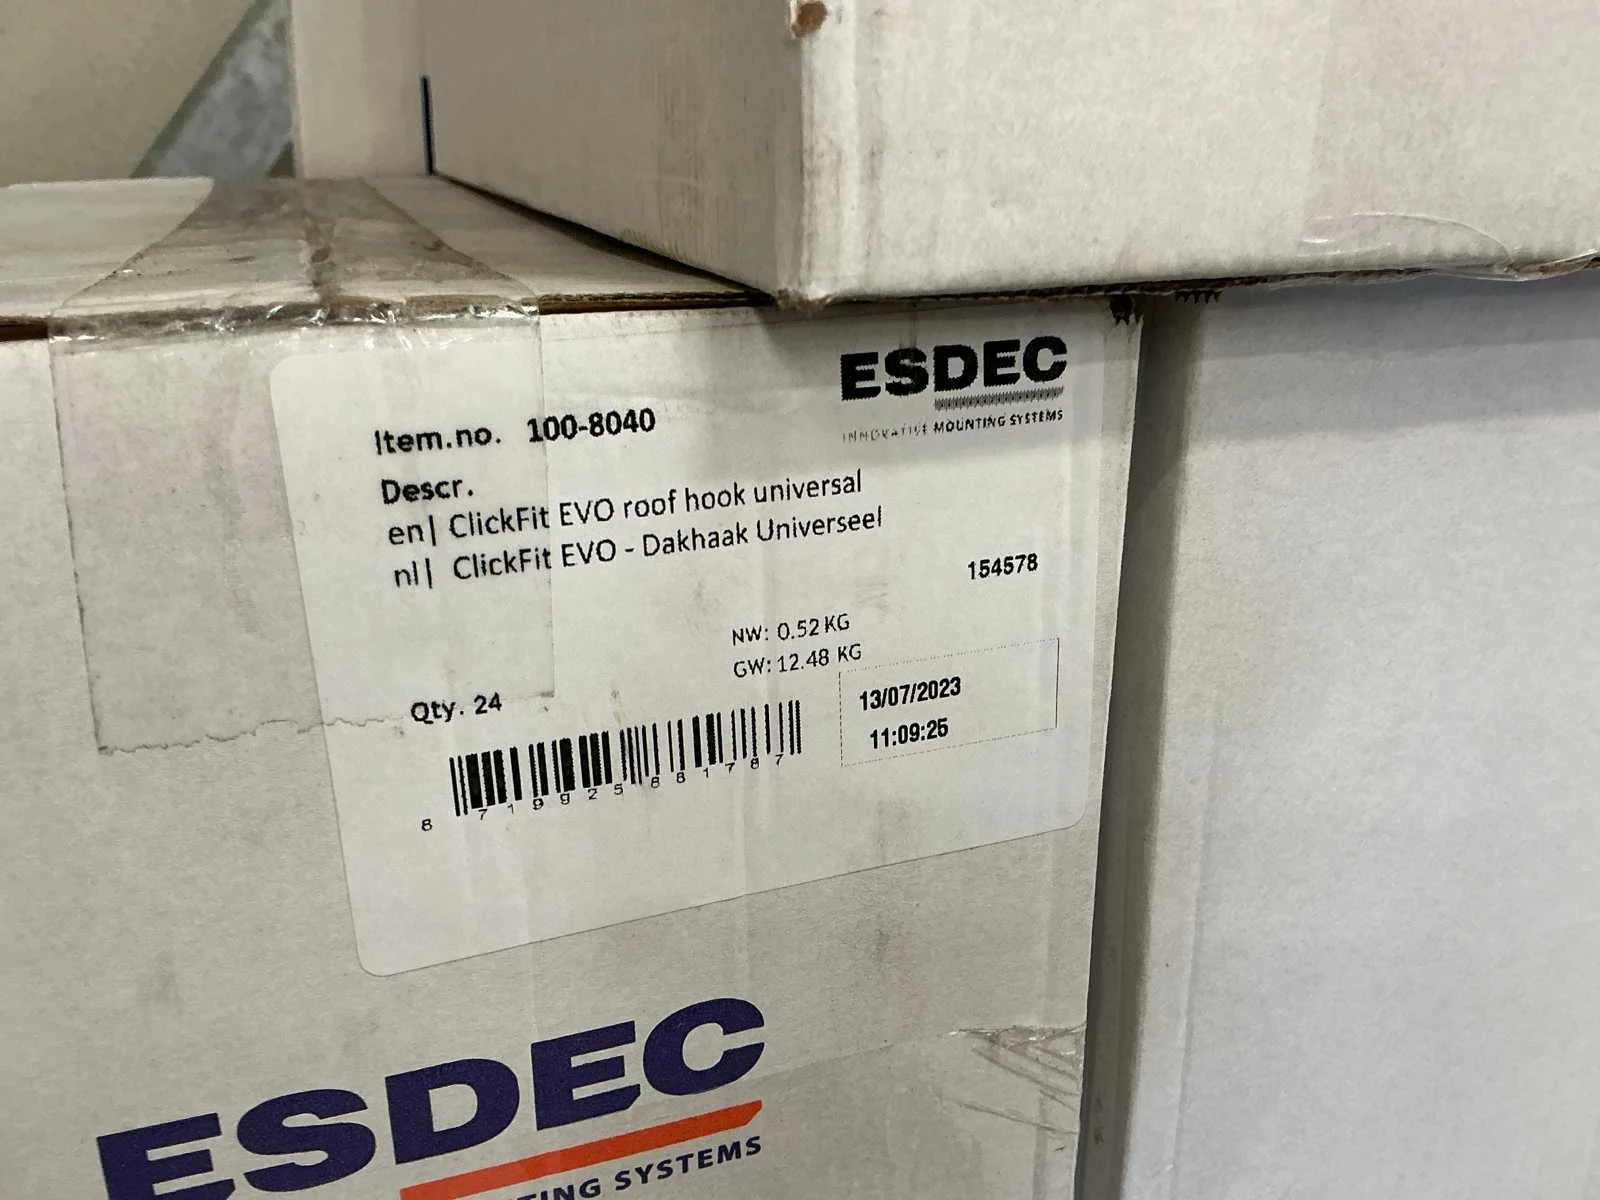 ESDEC
INNOVATIVE MOUNTING SYSTEMS
Item.no. 100-8040
Descr.
en| ClickFit EVO roof hook universal
nl| ClickFit EVO - Dakhaak Universeel
154578
NW: 0.52 KG
GW: 12.48 KG
Qty. 24
13/07/2023
11:09:25
8 719925 881787
ESDEC
SYSTEMS